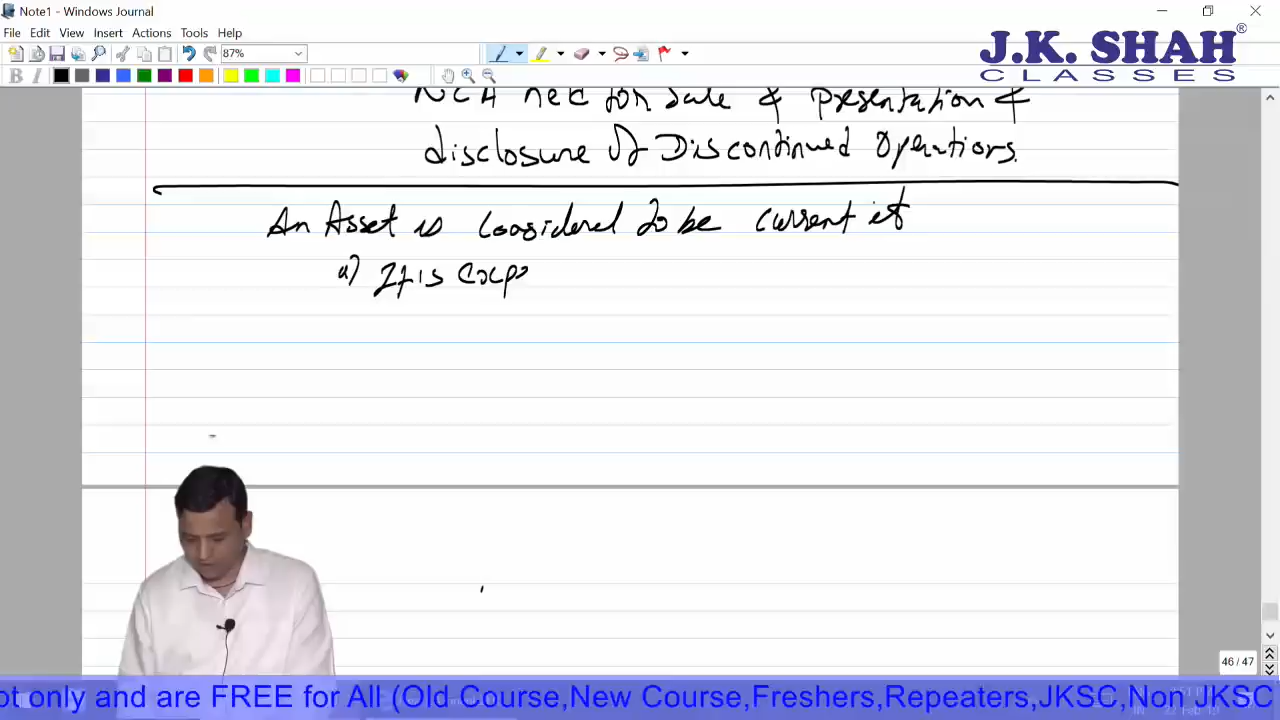 Note1 - Windows Journal
File Edit View Insert Actions Tools Help
87%
J.K. SHAH®
CLASSES
NCA held for Sale & presentation &
disclosure of Discontinued Operations.
An Asset is considered to be current if
a) It is Exp
46 / 47
ot only and are FREE for All (Old Course,New Course,Freshers,Repeaters,JKSC,Non JKSC